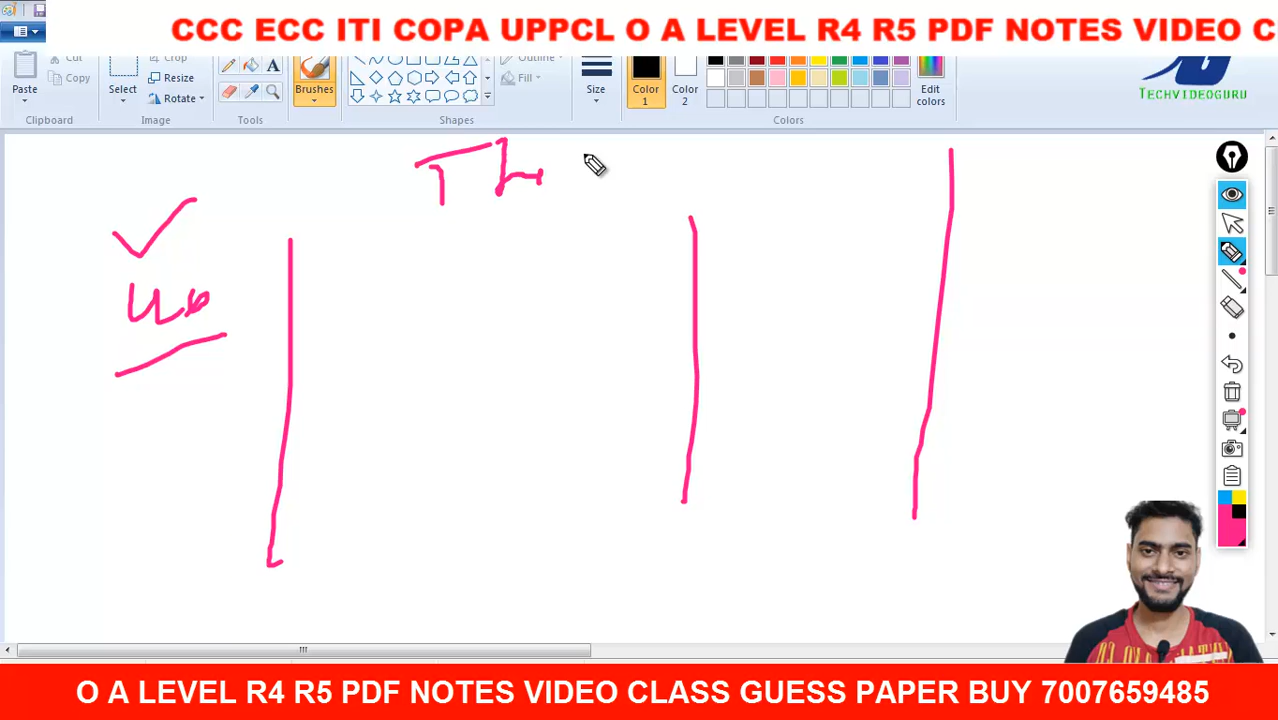 CCC ECC ITI COPA UPPCL O A LEVEL R4 R5 PDF NOTES VIDEO C
Cut
Crop
Outline
Copy
Resize
Fill
Paste
Select
Rotate
Brushes
Size
Color 1
Color 2
Edit colors
TECHVIDEOGURU
Clipboard
Image
Tools
Shapes
Colors
Th
O A LEVEL R4 R5 PDF NOTES VIDEO CLASS GUESS PAPER BUY 7007659485